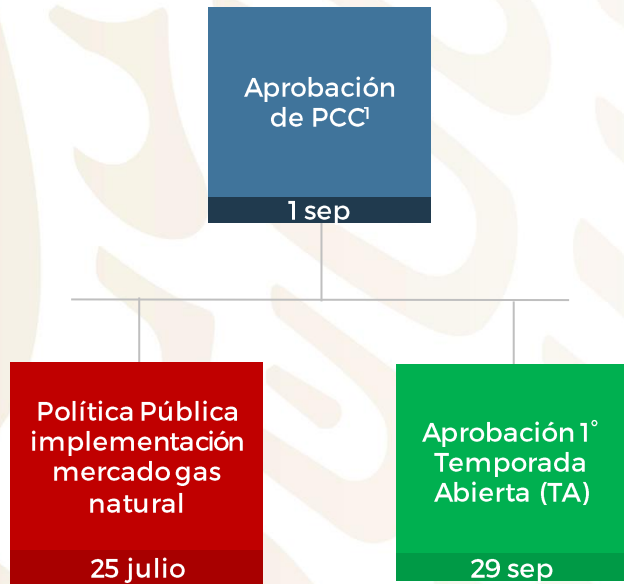 Aprobación
de PCC¹
1 sep
Política Pública
implementación
mercado gas
natural
25 julio
Aprobación 1°
Temporada
Abierta (TA)
29 sep